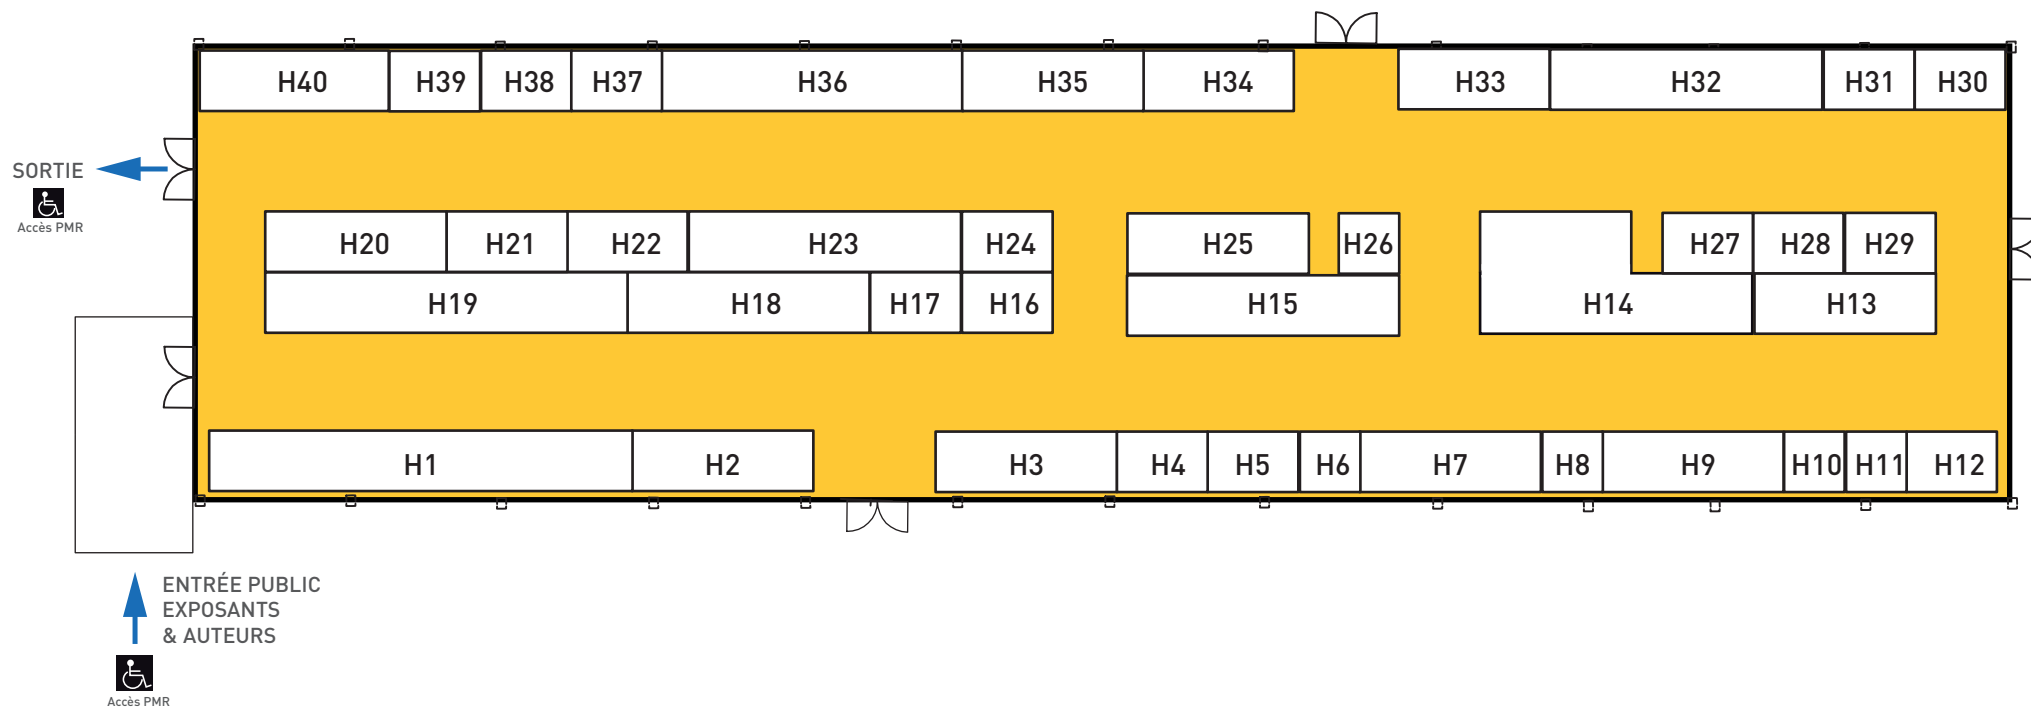 H40 H39 H38 H37 H36 H35 H34 H33 H32 H31 H30
SORTIE
Accès PMR
H20 H21 H22 H23 H24 H25 H26 H27 H28 H29
H19 H18 H17 H16 H15 H14 H13
H1 H2 H3 H4 H5 H6 H7 H8 H9 H10 H11 H12
ENTRÉE PUBLIC
EXPOSANTS
& AUTEURS
Accès PMR